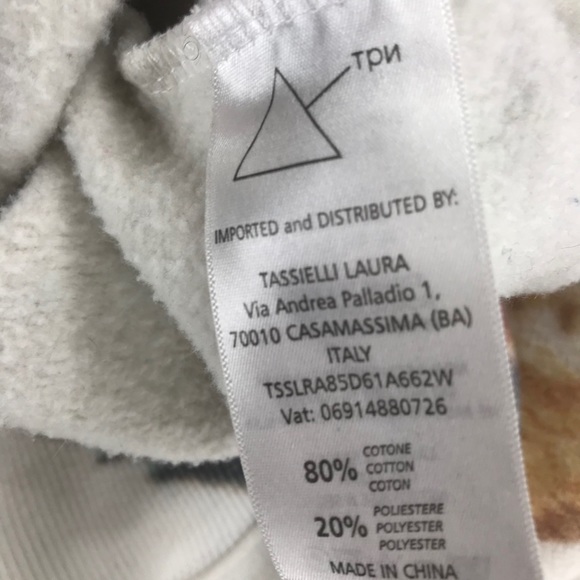 три
IMPORTED and DISTRIBUTED BY:
TASSIELLI LAURA
Via Andrea Palladio 1,
70010 CASAMASSIMA (BA)
ITALY
TSSLRA85D61A662W
Vat: 06914880726
80% COTONE
COTTON
COTON
20% POLIESTERE
POLYESTER
POLYESTER
MADE IN CHINA